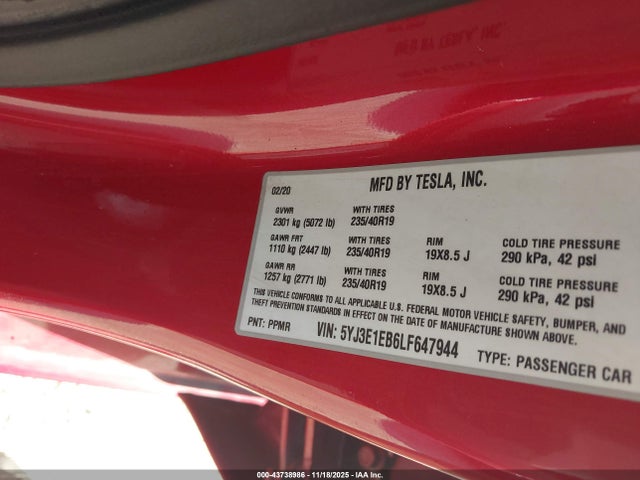 02/20 MFD BY TESLA, INC.
GVWR WITH TIRES
2301 kg (5072 lb) 235/40R19
GAWR FRT WITH TIRES RIM COLD TIRE PRESSURE
1110 kg (2447 lb) 235/40R19 19X8.5 J 290 kPa, 42 psi
GAWR RR WITH TIRES RIM COLD TIRE PRESSURE
1257 kg (2771 lb) 235/40R19 19X8.5 J 290 kPa, 42 psi
THIS VEHICLE CONFORMS TO ALL APPLICABLE U.S. FEDERAL MOTOR VEHICLE SAFETY, BUMPER, AND
THEFT PREVENTION STANDARDS IN EFFECT ON THE DATE OF MANUFACTURE SHOWN ABOVE.
PNT: PPMR VIN: 5YJ3E1EB6LF647944 TYPE: PASSENGER CAR
000-43738986 - 11/18/2025 - IAA Inc.